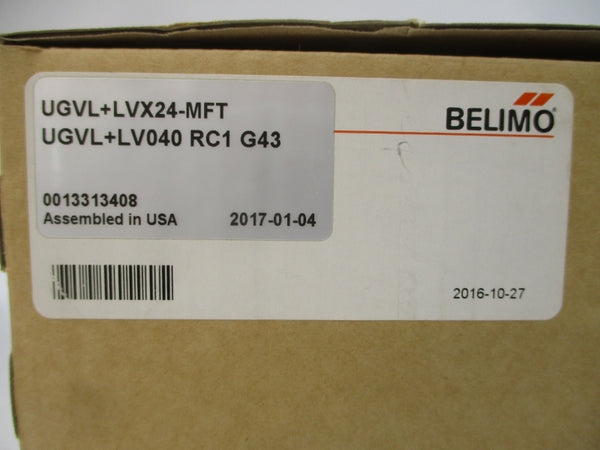 UGVL+LVX24-MFT
UGVL+LV040 RC1 G43
0013313408
Assembled in USA 2017-01-04
BELIMO®
2016-10-27